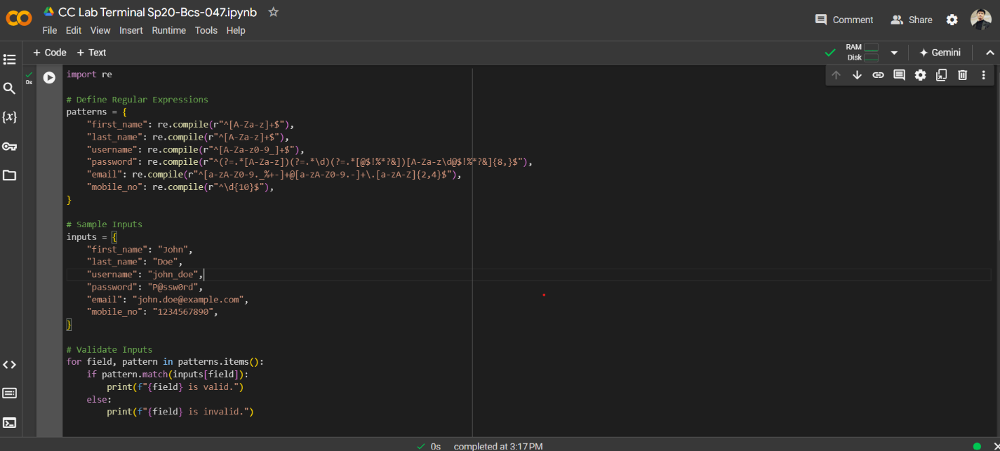 CC Lab Terminal Sp20-Bcs-047.ipynb
Comment Share
File Edit View Insert Runtime Tools Help
+ Code + Text
RAM
Disk
Gemini
0s
import re
# Define Regular Expressions
patterns = {
    "first_name": re.compile(r"^[A-Za-z]+$"),
    "last_name": re.compile(r"^[A-Za-z]+$"),
    "username": re.compile(r"^[A-Za-z0-9_]+$"),
    "password": re.compile(r"^(?=.*[A-Za-z])(?=.*\d)(?=.*[@$!%*?&])[A-Za-z\d@$!%*?&]{8,}$"),
    "email": re.compile(r"^[a-zA-Z0-9._%+-]+@[a-zA-Z0-9.-]+\.[a-zA-Z]{2,4}$"),
    "mobile_no": re.compile(r"^\d{10}$"),
}
# Sample Inputs
inputs = {
    "first_name": "John",
    "last_name": "Doe",
    "username": "john_doe",
    "password": "P@ssw0rd",
    "email": "john.doe@example.com",
    "mobile_no": "1234567890",
}
# Validate Inputs
for field, pattern in patterns.items():
    if pattern.match(inputs[field]):
        print(f"{field} is valid.")
    else:
        print(f"{field} is invalid.")
0s completed at 3:17 PM